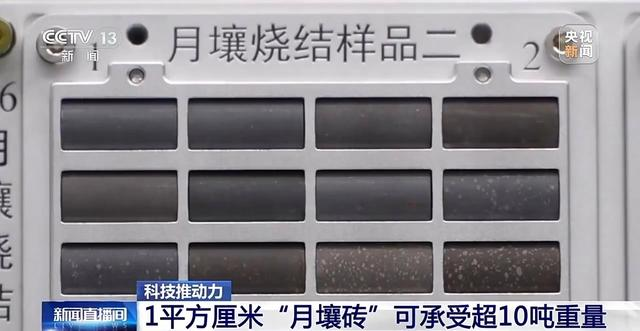 CCTV 13
新闻
央视
新闻
月壤烧结样品二
1
2
6
月
壤
烧
结
科技推动力
新闻直播间
1平方厘米“月壤砖”可承受超10吨重量